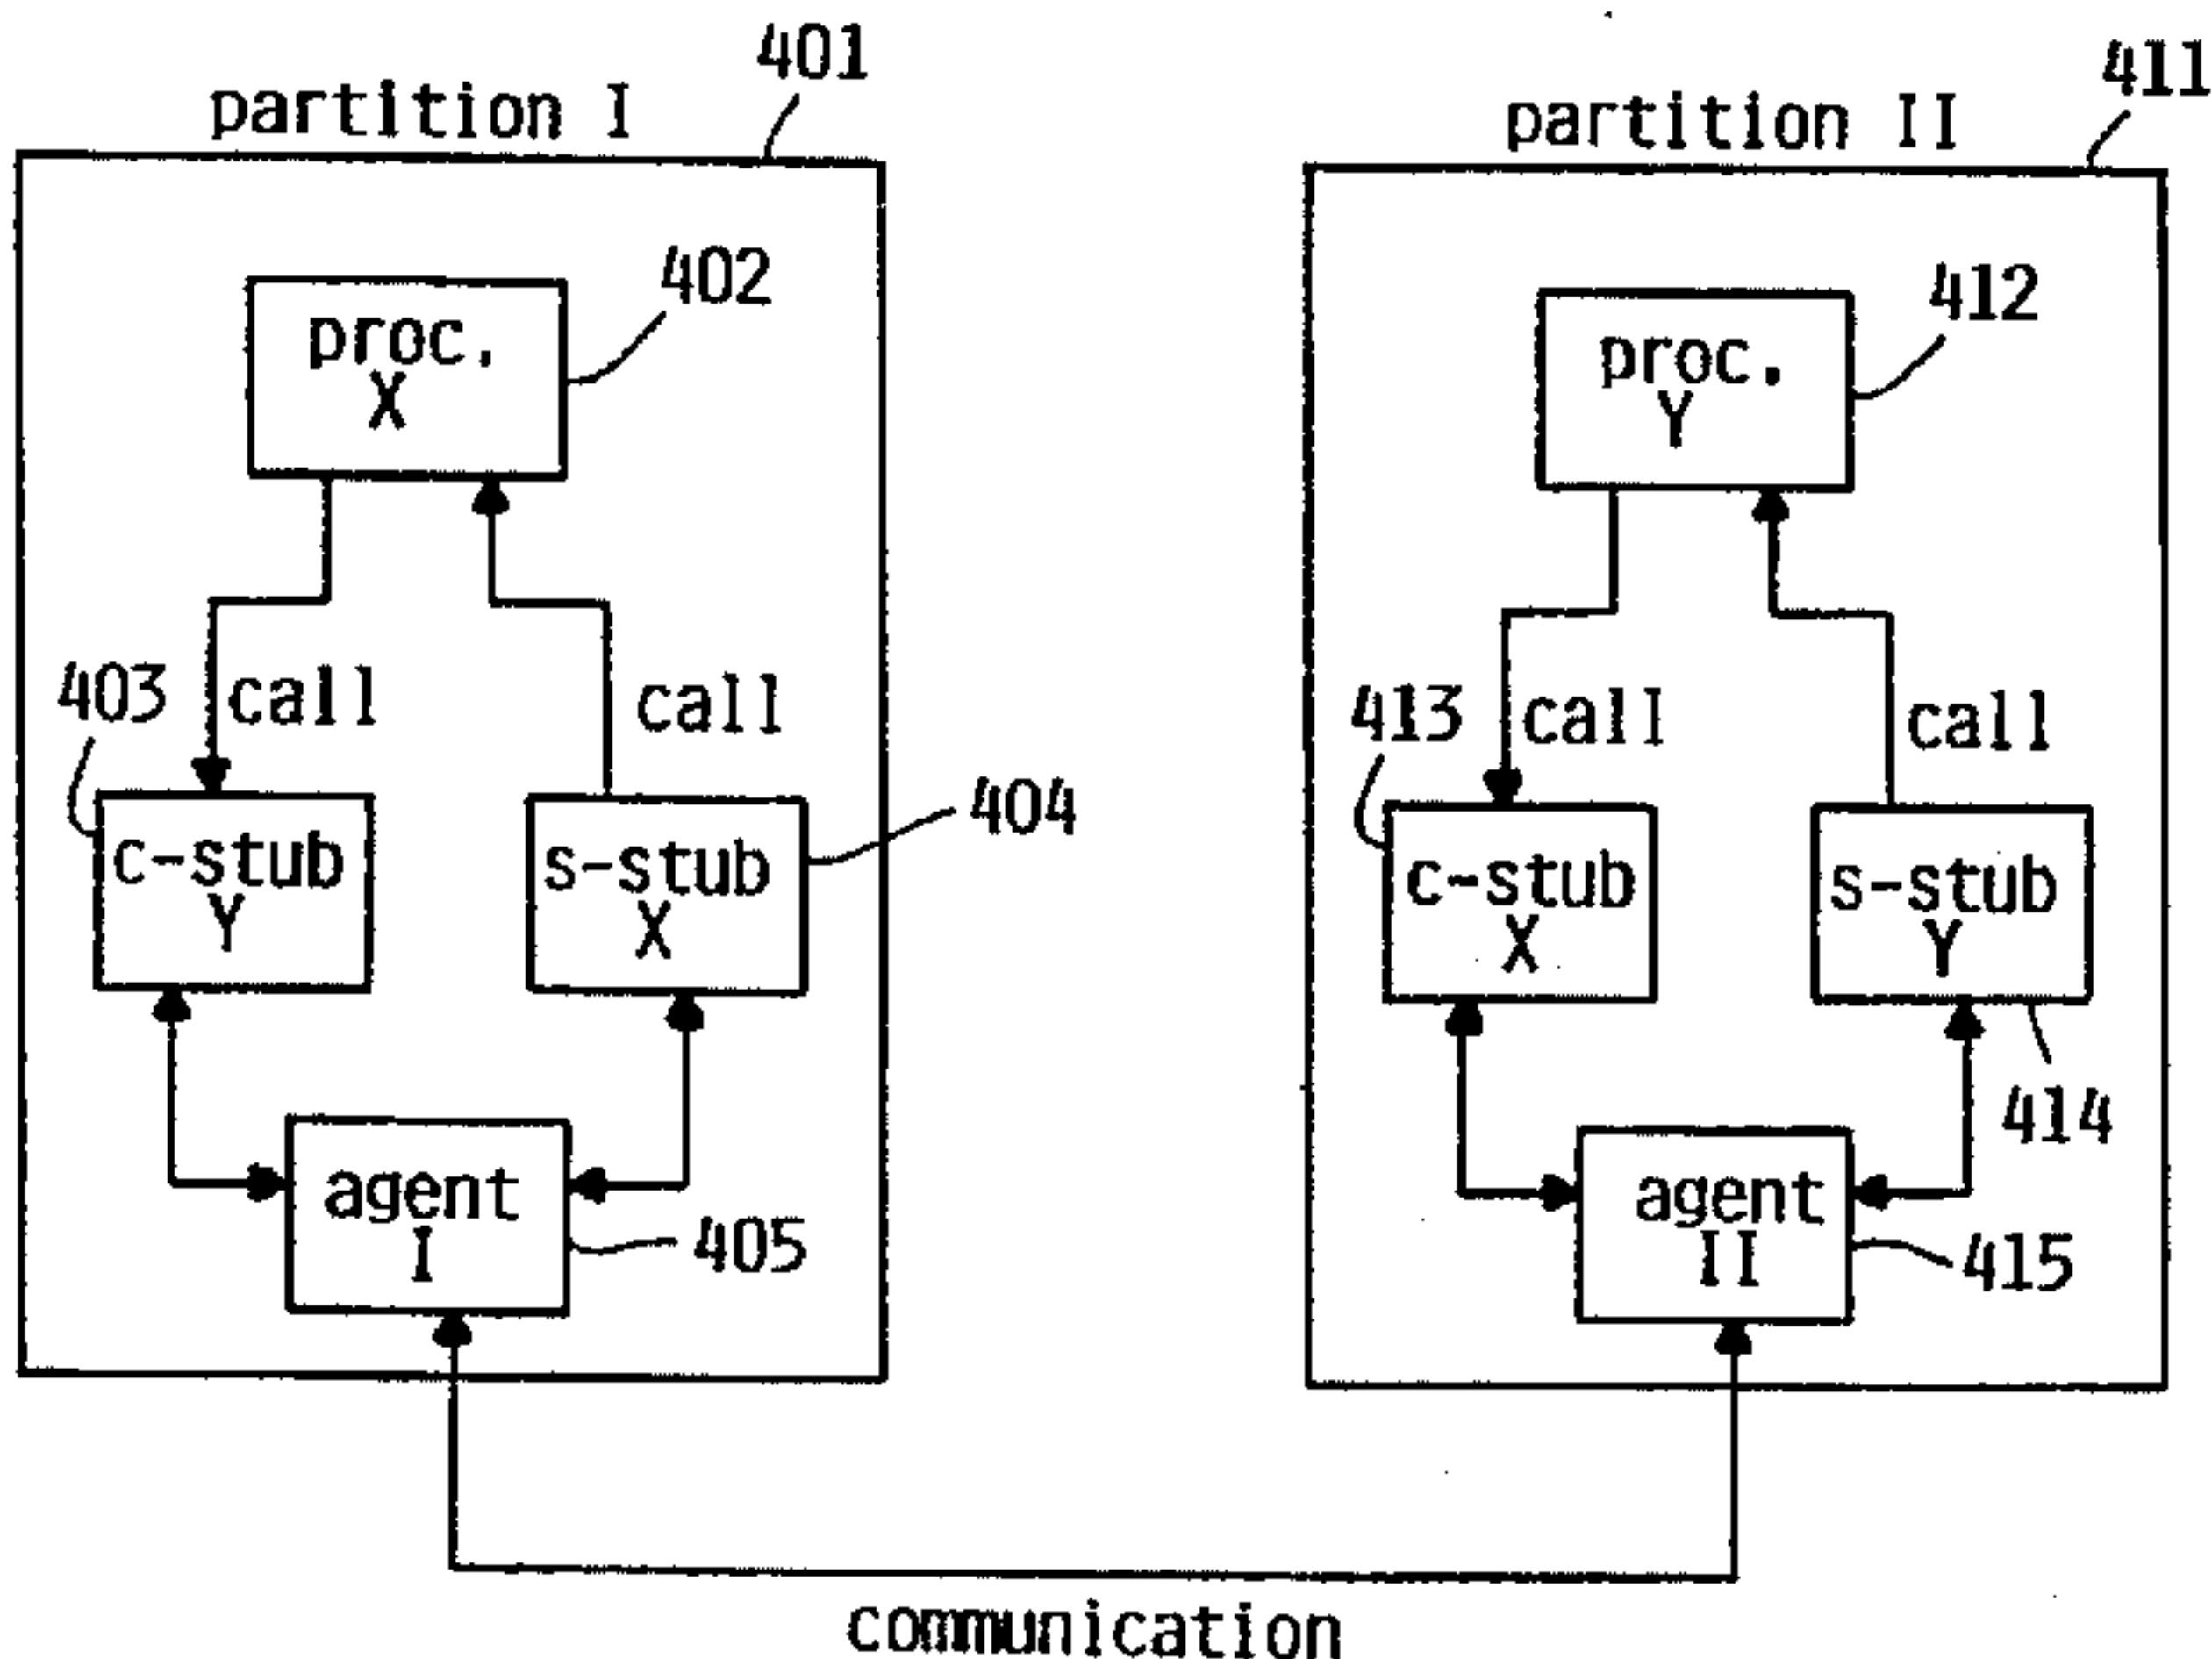 401
partition I
411
partition II
402
proc.
X
412
proc.
Y
403
call
call
413
call
call
404
c-stub
Y
s-stub
X
c-stub
X
s-stub
Y
414
agent
I
405
agent
II
415
communication